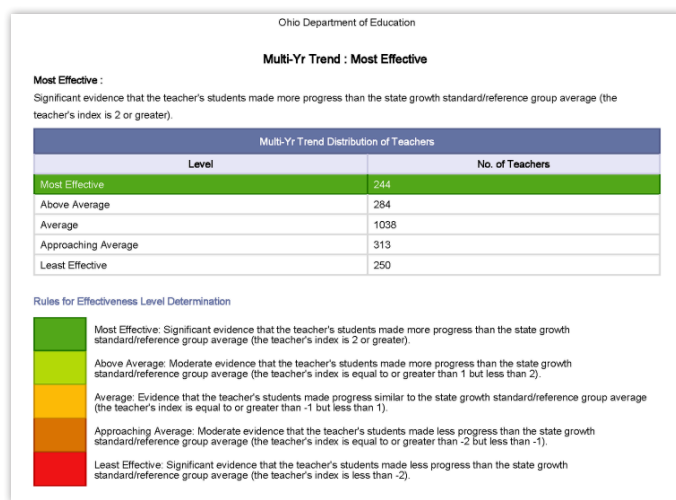 Ohio Department of Education
Multi-Yr Trend : Most Effective
Most Effective :
Significant evidence that the teacher's students made more progress than the state growth standard/reference group average (the
teacher's index is 2 or greater).
Multi-Yr Trend Distribution of Teachers
Level No. of Teachers
Most Effective 244
Above Average 284
Average 1038
Approaching Average 313
Least Effective 250
Rules for Effectiveness Level Determination
Most Effective: Significant evidence that the teacher's students made more progress than the state growth
standard/reference group average (the teacher's index is 2 or greater).
Above Average: Moderate evidence that the teacher's students made more progress than the state growth
standard/reference group average (the teacher's index is equal to or greater than 1 but less than 2).
Average: Evidence that the teacher's students made progress similar to the state growth standard/reference group average
(the teacher's index is equal to or greater than -1 but less than 1).
Approaching Average: Moderate evidence that the teacher's students made less progress than the state growth
standard/reference group average (the teacher's index is equal to or greater than -2 but less than -1).
Least Effective: Significant evidence that the teacher's students made less progress than the state growth
standard/reference group average (the teacher's index is less than -2).